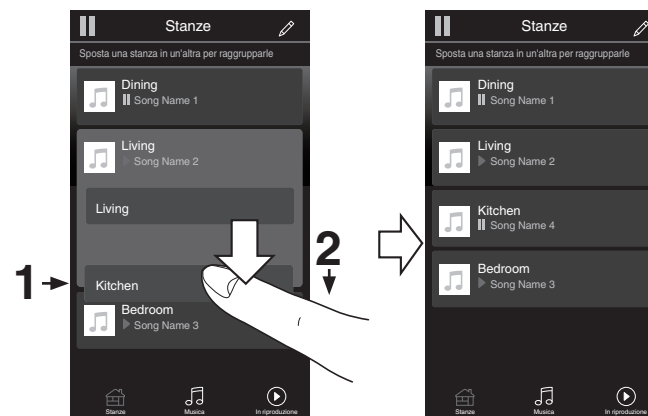 Stanze
Sposta una stanza in un'altra per raggrupparle
Dining
Song Name 1
Living
Song Name 2
Living
Kitchen
Bedroom
Song Name 3
1
2
Stanze
Musica
In riproduzione
Stanze
Sposta una stanza in un'altra per raggrupparle
Dining
Song Name 1
Living
Song Name 2
Kitchen
Song Name 4
Bedroom
Song Name 3
Stanze
Musica
In riproduzione